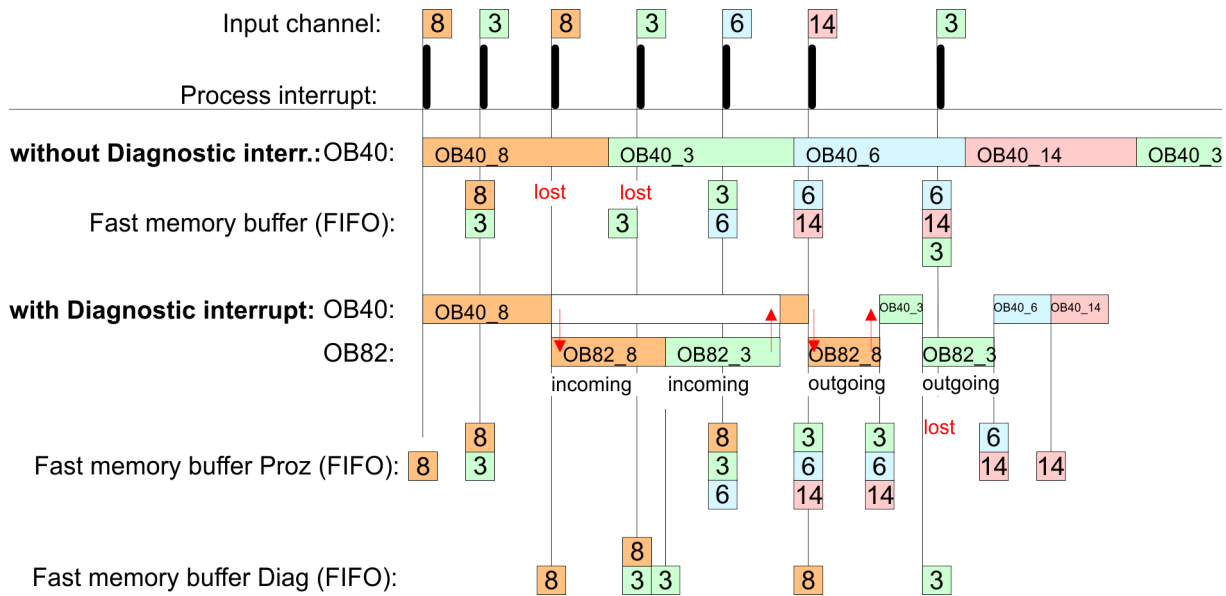 Input channel: 8 3 8 3 6 14 3
Process interrupt:
without Diagnostic interr.: OB40: OB40_8 OB40_3 OB40_6 OB40_14 OB40_3
8 lost lost 3 6 6
Fast memory buffer (FIFO): 3 3 6 14 14
3
with Diagnostic interrupt: OB40: OB40_8 OB40_3 OB40_6 OB40_14
OB82: OB82_8 OB82_3 OB82_8 OB82_3
incoming incoming outgoing outgoing
8 8 3 3 lost 6
Fast memory buffer Proz (FIFO): 8 3 3 6 6 14 14
6 14 14
8
Fast memory buffer Diag (FIFO): 8 3 3 8 3